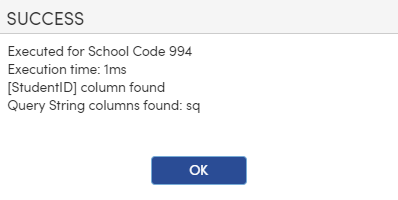 SUCCESS
Executed for School Code 994
Execution time: 1ms
[StudentID] column found
Query String columns found: sq
OK